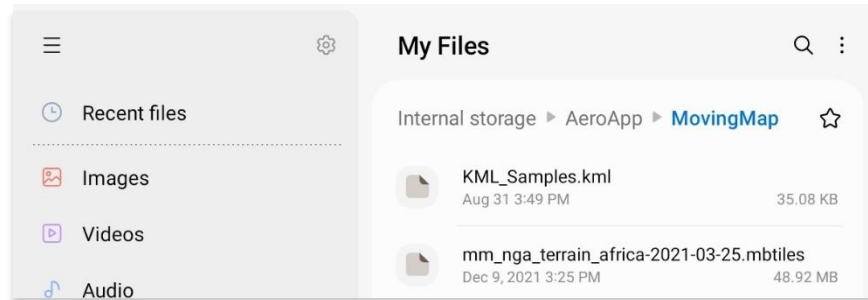 Recent files
Images
Videos
Audio
My Files
Internal storage ▶ AeroApp ▶ MovingMap
KML_Samples.kml
Aug 31 3:49 PM 35.08 KB
mm_nga_terrain_africa-2021-03-25.mbtiles
Dec 9, 2021 3:25 PM 48.92 MB